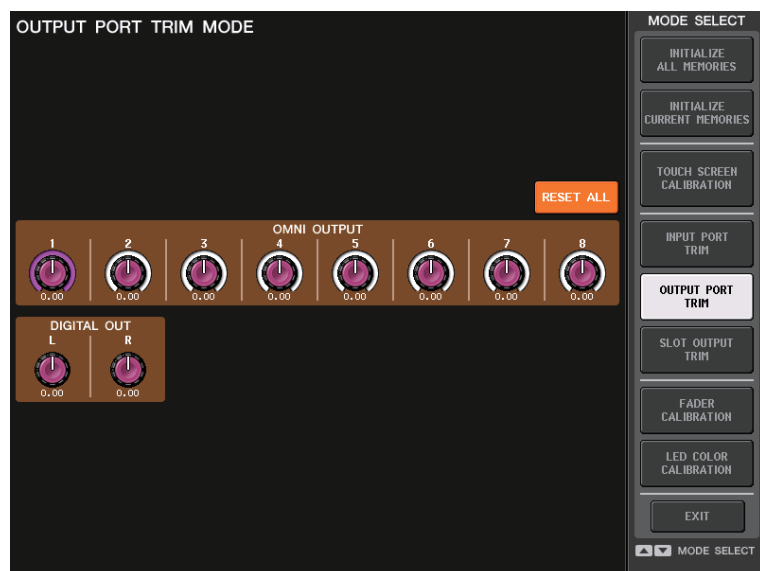 OUTPUT PORT TRIM MODE
RESET ALL
OMNI OUTPUT
1 2 3 4 5 6 7 8
0.00 0.00 0.00 0.00 0.00 0.00 0.00 0.00
DIGITAL OUT
L R
0.00 0.00
MODE SELECT
INITIALIZE
ALL MEMORIES
INITIALIZE
CURRENT MEMORIES
TOUCH SCREEN
CALIBRATION
INPUT PORT
TRIM
OUTPUT PORT
TRIM
SLOT OUTPUT
TRIM
FADER
CALIBRATION
LED COLOR
CALIBRATION
EXIT
MODE SELECT